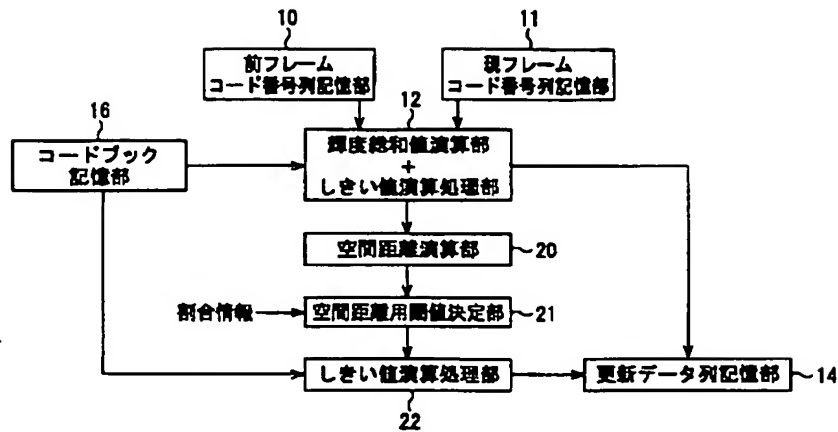 10
11
前フレーム
コード番号列記憶部
現フレーム
コード番号列記憶部
16
12
コードブック
記憶部
輝度総和値演算部
+
しきい値演算処理部
空間距離演算部
20
割合情報
空間距離用閾値決定部
21
しきい値演算処理部
22
更新データ列記憶部
14